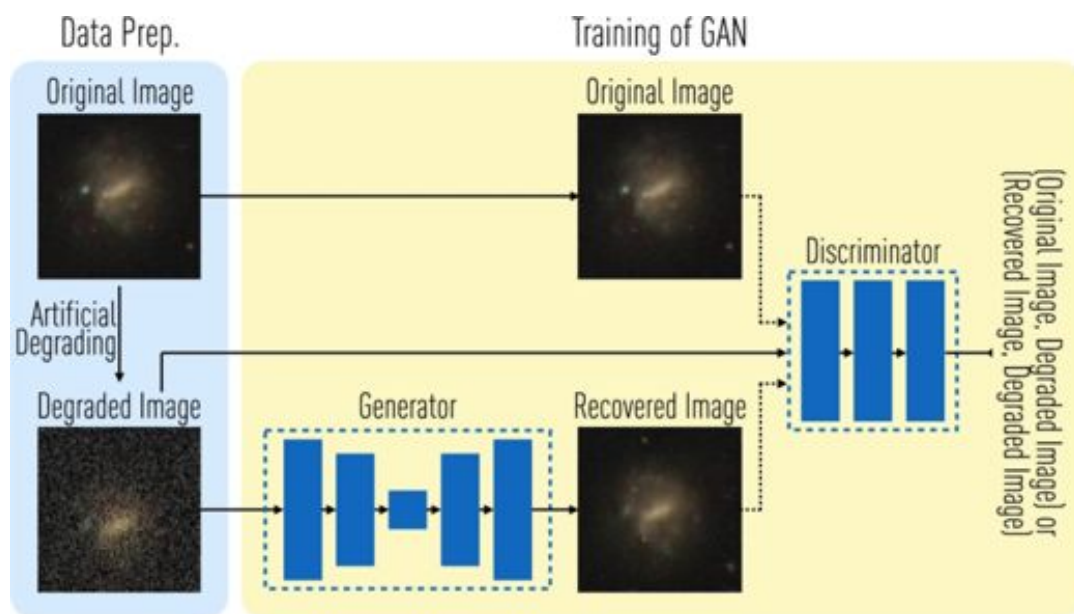 Data Prep.
Training of GAN
Original Image
Original Image
Artificial
Degrading
Degraded Image
Generator
Recovered Image
Discriminator
(Original Image, Degraded Image) or
(Recovered Image, Degraded Image)